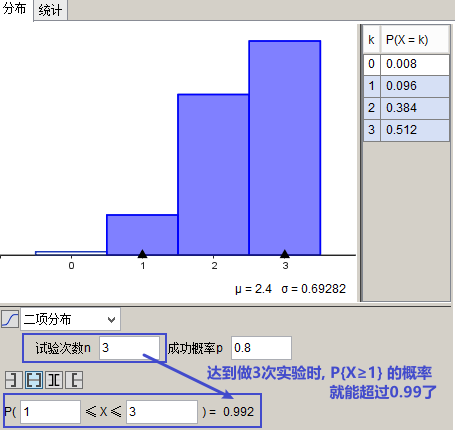 分布 统计
k P(X = k)
0 0.008
1 0.096
2 0.384
3 0.512
0 1 2 3
μ = 2.4 σ = 0.69282
二项分布
试验次数n 3 成功概率p 0.8
达到做3次实验时, P{X≥1} 的概率
就能超过0.99了
P( 1 ≤ X ≤ 3 ) = 0.992